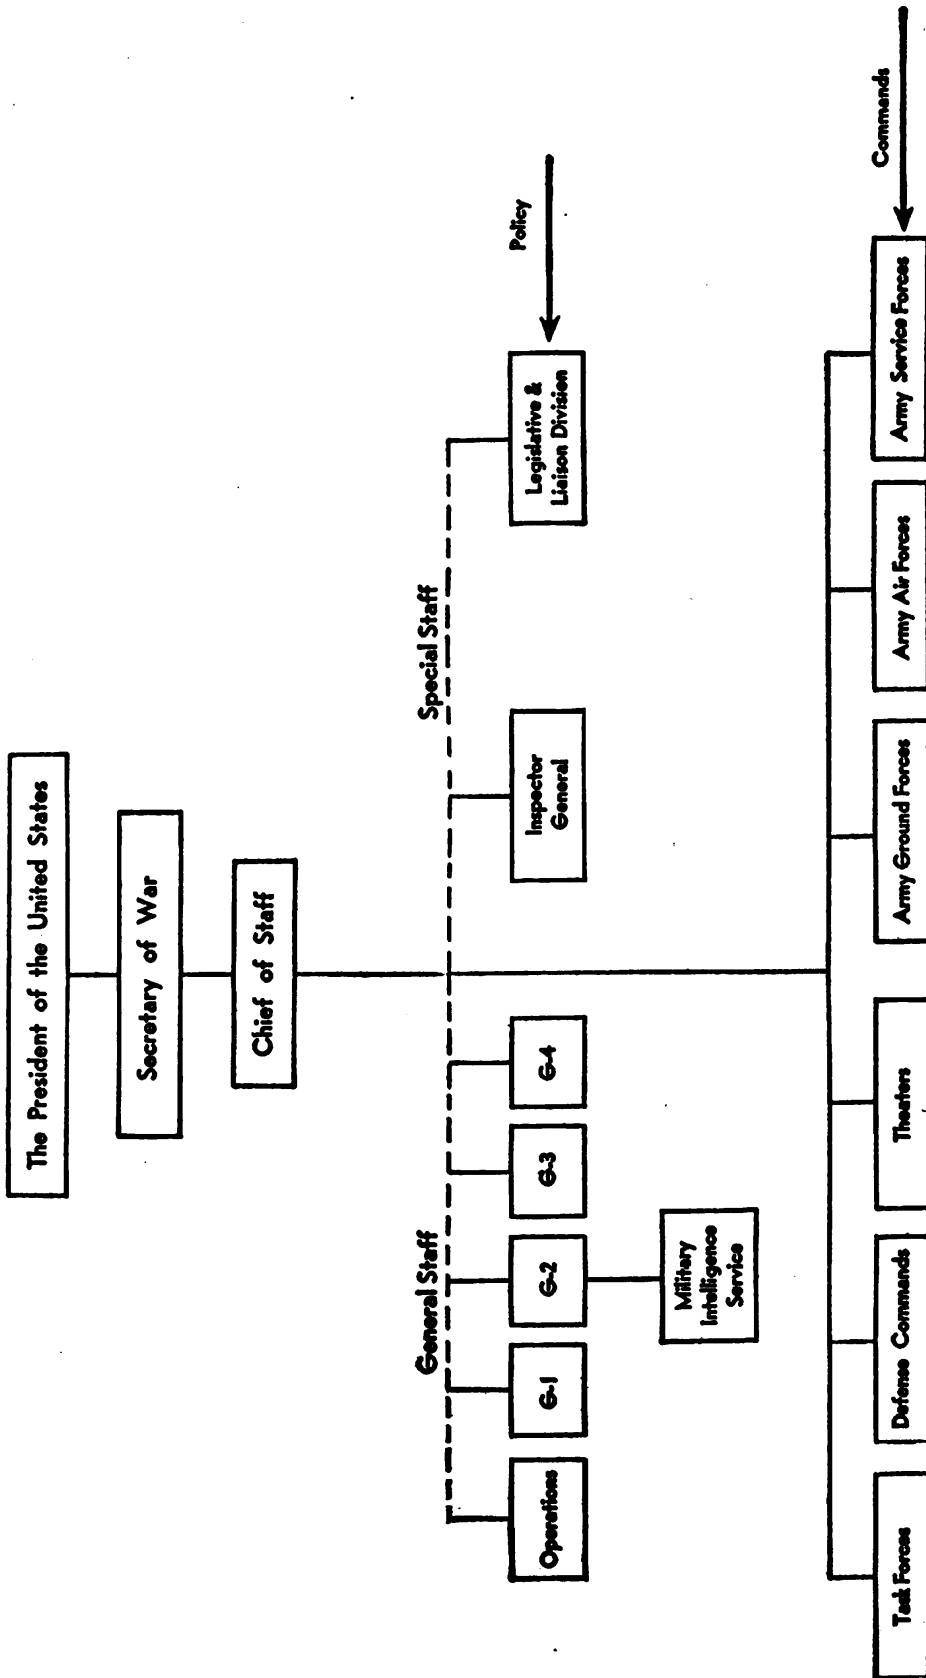 The President of the United States
Secretary of War
Chief of Staff
General Staff
Special Staff
Operations
G-1
G-2
G-3
G-4
Inspector
General
Legislative &
Liaison Division
Policy
Military
Intelligence
Service
Task Forces
Defense Commands
Theaters
Army Ground Forces
Army Air Forces
Army Service Forces
Commands